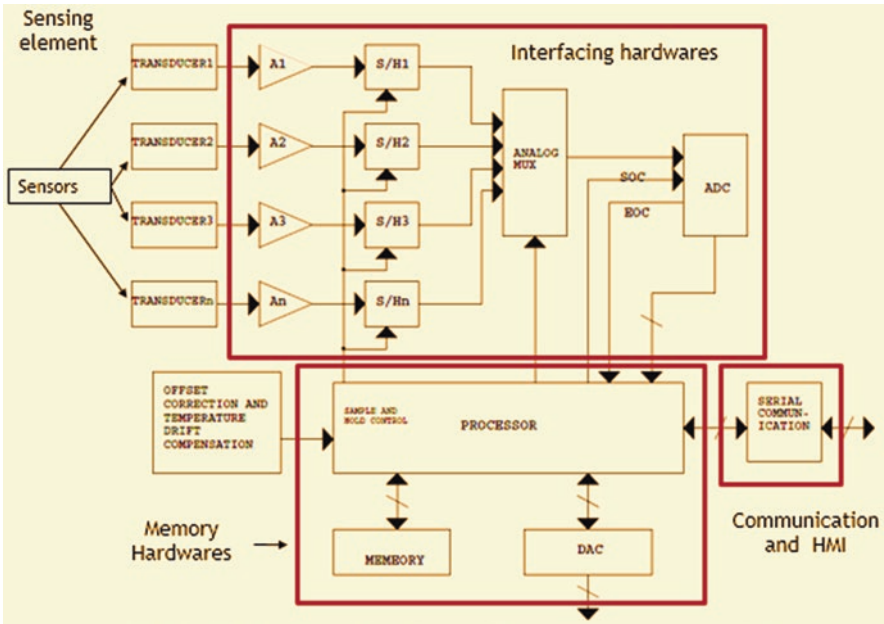 Sensing
element
Interfacing hardwares
TRANSDUCER1
A1
S/H1
TRANSDUCER2
A2
S/H2
ANALOG
MUX
SOC
ADC
Sensors
EOC
TRANSDUCER3
A3
S/H3
TRANSDUCERn
An
S/Hn
OFFSET
CORRECTION AND
TEMPERATURE
DRIFT
COMPENSATION
SAMPLE AND
HOLD CONTROL
PROCESSOR
SERIAL
COMMUN-
ICATION
Memory
Hardwares
MEMEORY
DAC
Communication
and HMI